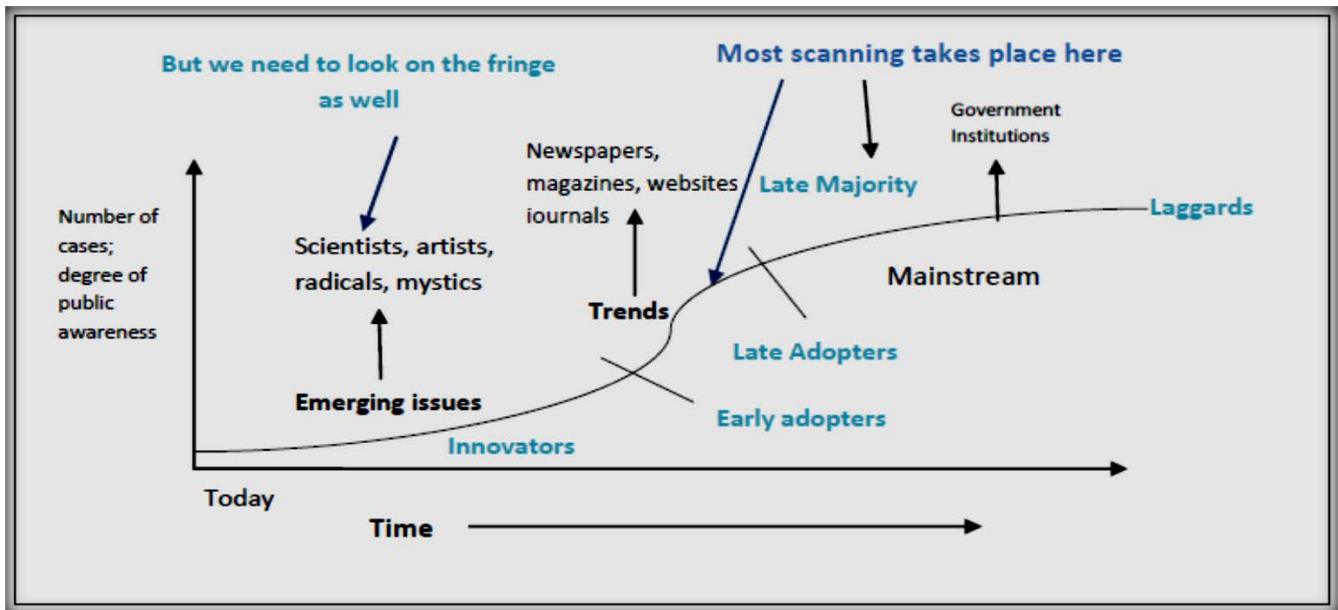 But we need to look on the fringe
as well
Most scanning takes place here
Government
Institutions
Newspapers,
magazines, websites
iournals
Late Majority
Laggards
Number of
cases;
degree of
public
awareness
Scientists, artists,
radicals, mystics
Mainstream
Trends
Late Adopters
Emerging issues
Early adopters
Innovators
Today
Time